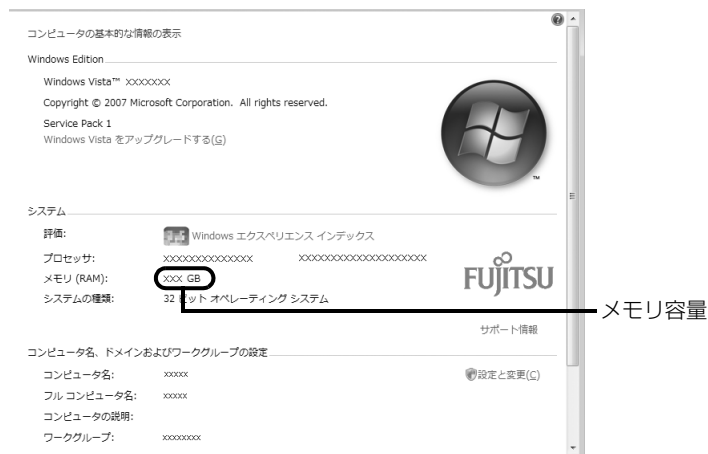 コンピュータの基本的な情報の表示
Windows Edition
Windows Vista™ xxxxxxx
Copyright © 2007 Microsoft Corporation. All rights reserved.
Service Pack 1
Windows Vista をアップグレードする(G)
TM
システム
評価: Windows エクスペリエンス インデックス
プロセッサ: xxxxxxxxxxxxxx xxxxxxxxxxxxxxxxxxxx
メモリ (RAM): xxx GB
システムの種類: 32 ビット オペレーティング システム
FUJITSU
メモリ容量
サポート情報
コンピュータ名、ドメインおよびワークグループの設定
コンピュータ名: xxxxx 設定と変更(C)
フル コンピュータ名: xxxxx
コンピュータの説明:
ワークグループ: xxxxxxxx